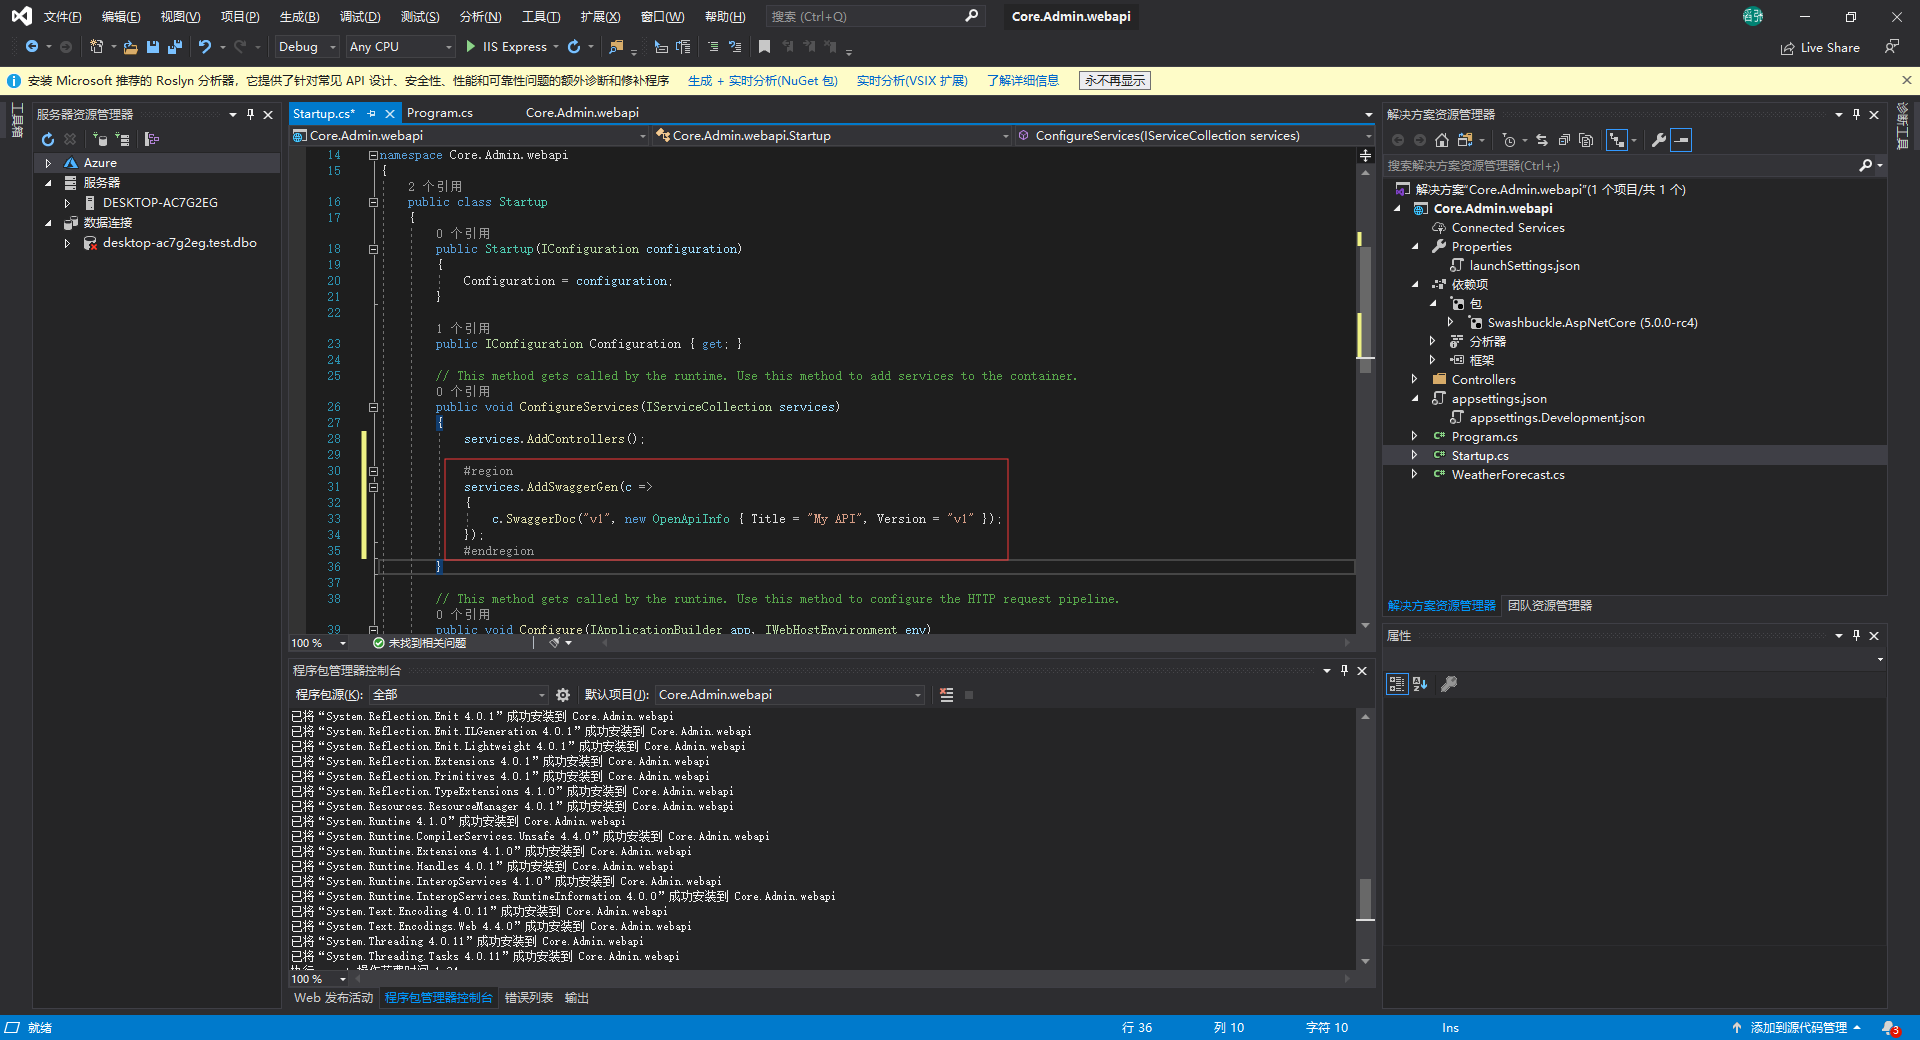 文件(F) 编辑(E) 视图(V) 项目(P) 生成(B) 调试(D) 测试(S) 分析(N) 工具(T) 扩展(X) 窗口(W) 帮助(H) 搜索 (Ctrl+Q) Core.Admin.webapi
Debug Any CPU IIS Express Live Share
安装 Microsoft 推荐的 Roslyn 分析器，它提供了针对常见 API 设计、安全性、性能和可靠性问题的额外诊断和修补程序 生成 + 实时分析(NuGet 包) 实时分析(VSIX 扩展) 了解详细信息 永不再显示
工具箱
服务器资源管理器
Azure
服务器
DESKTOP-AC7G2EG
数据连接
desktop-ac7g2eg.test.dbo
Startup.cs* Program.cs Core.Admin.webapi
Core.Admin.webapi Core.Admin.webapi.Startup ConfigureServices(IServiceCollection services)
14 namespace Core.Admin.webapi
15 {
2 个引用
16 public class Startup
17 {
0 个引用
18 public Startup(IConfiguration configuration)
19 {
20 Configuration = configuration;
21 }
22
1 个引用
23 public IConfiguration Configuration { get; }
24
25 // This method gets called by the runtime. Use this method to add services to the container.
0 个引用
26 public void ConfigureServices(IServiceCollection services)
27 {
28 services.AddControllers();
29
30 #region
31 services.AddSwaggerGen(c =>
32 {
33 c.SwaggerDoc("v1", new OpenApiInfo { Title = "My API", Version = "v1" });
34 });
35 #endregion
36 }
37
38 // This method gets called by the runtime. Use this method to configure the HTTP request pipeline.
0 个引用
39 public void Configure(IApplicationBuilder app, IWebHostEnvironment env)
100 % 未找到相关问题
程序包管理器控制台
程序包源(K): 全部 默认项目(J): Core.Admin.webapi
已将“System.Reflection.Emit 4.0.1”成功安装到 Core.Admin.webapi
已将“System.Reflection.Emit.ILGeneration 4.0.1”成功安装到 Core.Admin.webapi
已将“System.Reflection.Emit.Lightweight 4.0.1”成功安装到 Core.Admin.webapi
已将“System.Reflection.Extensions 4.0.1”成功安装到 Core.Admin.webapi
已将“System.Reflection.Primitives 4.0.1”成功安装到 Core.Admin.webapi
已将“System.Reflection.TypeExtensions 4.1.0”成功安装到 Core.Admin.webapi
已将“System.Resources.ResourceManager 4.0.1”成功安装到 Core.Admin.webapi
已将“System.Runtime 4.1.0”成功安装到 Core.Admin.webapi
已将“System.Runtime.CompilerServices.Unsafe 4.4.0”成功安装到 Core.Admin.webapi
已将“System.Runtime.Extensions 4.1.0”成功安装到 Core.Admin.webapi
已将“System.Runtime.Handles 4.0.1”成功安装到 Core.Admin.webapi
已将“System.Runtime.InteropServices 4.1.0”成功安装到 Core.Admin.webapi
已将“System.Runtime.InteropServices.RuntimeInformation 4.0.0”成功安装到 Core.Admin.webapi
已将“System.Text.Encoding 4.0.11”成功安装到 Core.Admin.webapi
已将“System.Text.Encodings.Web 4.4.0”成功安装到 Core.Admin.webapi
已将“System.Threading 4.0.11”成功安装到 Core.Admin.webapi
已将“System.Threading.Tasks 4.0.11”成功安装到 Core.Admin.webapi
100 %
Web 发布活动 程序包管理器控制台 错误列表 输出
解决方案资源管理器
搜索解决方案资源管理器(Ctrl+;)
解决方案“Core.Admin.webapi”(1 个项目/共 1 个)
Core.Admin.webapi
Connected Services
Properties
launchSettings.json
依赖项
包
Swashbuckle.AspNetCore (5.0.0-rc4)
分析器
框架
Controllers
appsettings.json
appsettings.Development.json
C# Program.cs
C# Startup.cs
C# WeatherForecast.cs
解决方案资源管理器 团队资源管理器
属性
诊断工具
就绪 行 36 列 10 字符 10 Ins 添加到源代码管理 3